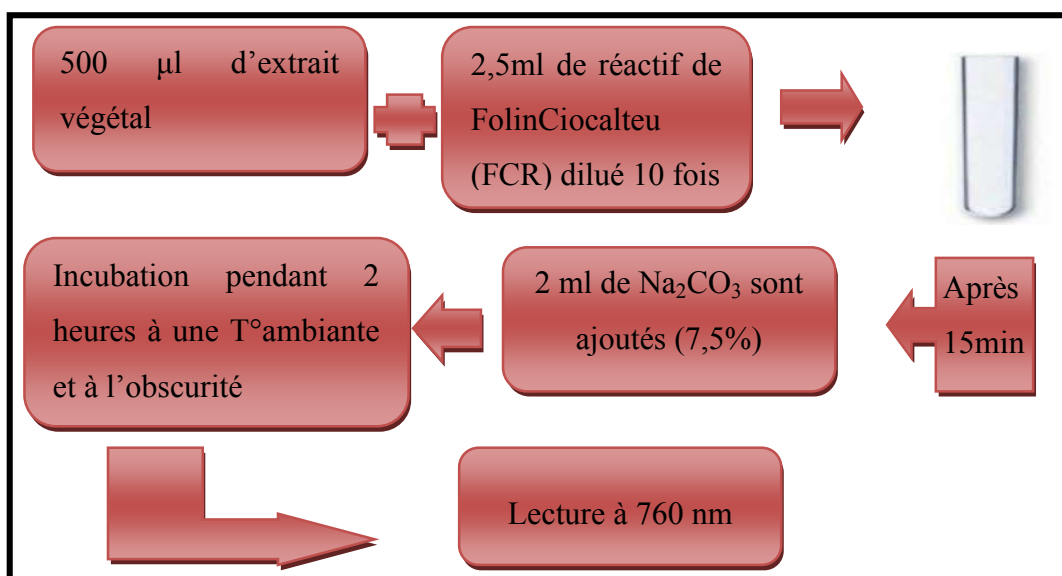 500 µl d’extrait
végétal
2,5ml de réactif de
FolinCiocalteu
(FCR) dilué 10 fois
Après
15min
2 ml de Na₂CO₃ sont
ajoutés (7,5%)
Incubation pendant 2
heures à une T°ambiante
et à l’obscurité
Lecture à 760 nm